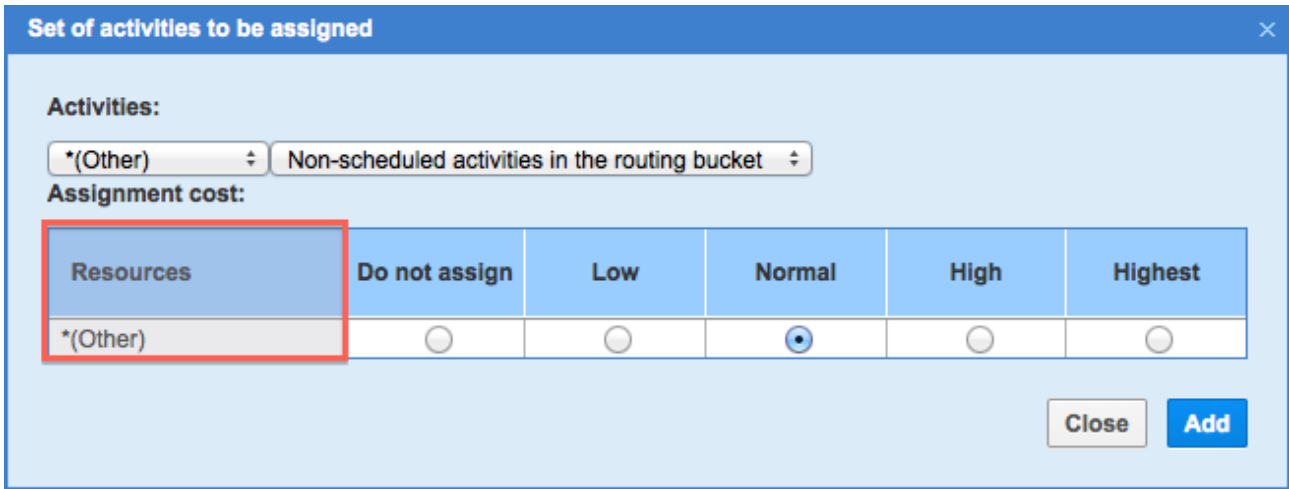 Set of activities to be assigned ×
Activities:
*(Other) Non-scheduled activities in the routing bucket
Assignment cost:
Resources Do not assign Low Normal High Highest
*(Other)
Close Add